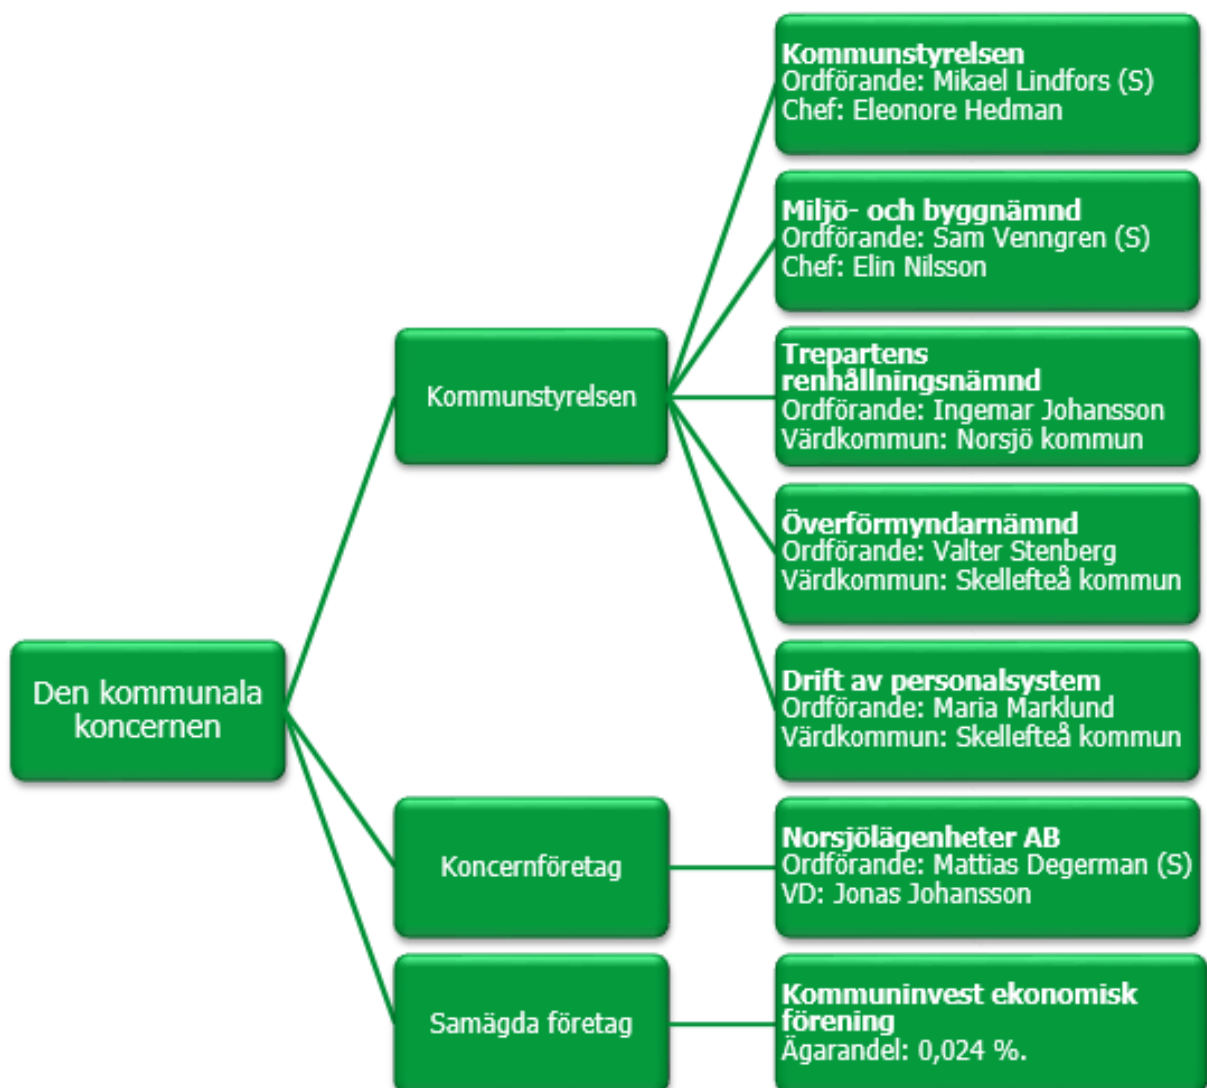 Den kommunala
koncernen
Kommunstyrelsen
Kommunstyrelsen
Ordförande: Mikael Lindfors (S)
Chef: Eleonore Hedman
Miljö- och byggnämnd
Ordförande: Sam Venngren (S)
Chef: Elin Nilsson
Trepartens
renhållningsnämnd
Ordförande: Ingemar Johansson
Värdkommun: Norsjö kommun
Överförmyndarnämnd
Ordförande: Valter Stenberg
Värdkommun: Skellefteå kommun
Drift av personalsystem
Ordförande: Maria Marklund
Värdkommun: Skellefteå kommun
Koncernföretag
Norsjölägenheter AB
Ordförande: Mattias Degerman (S)
VD: Jonas Johansson
Samägda företag
Kommuninvest ekonomisk
förening
Ägarandel: 0,024 %.